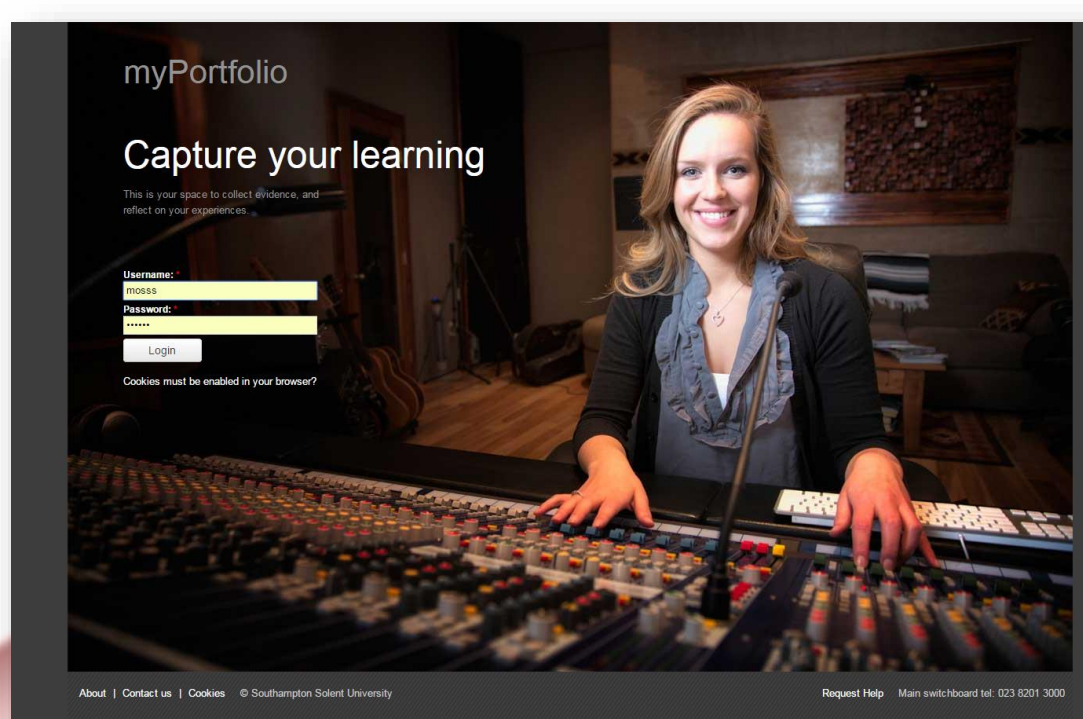 myPortfolio
Capture your learning
This is your space to collect evidence, and
reflect on your experiences.
Username: *
mosss
Password: *
••••••
Login
Cookies must be enabled in your browser?
About | Contact us | Cookies © Southampton Solent University
Request Help Main switchboard tel: 023 8201 3000